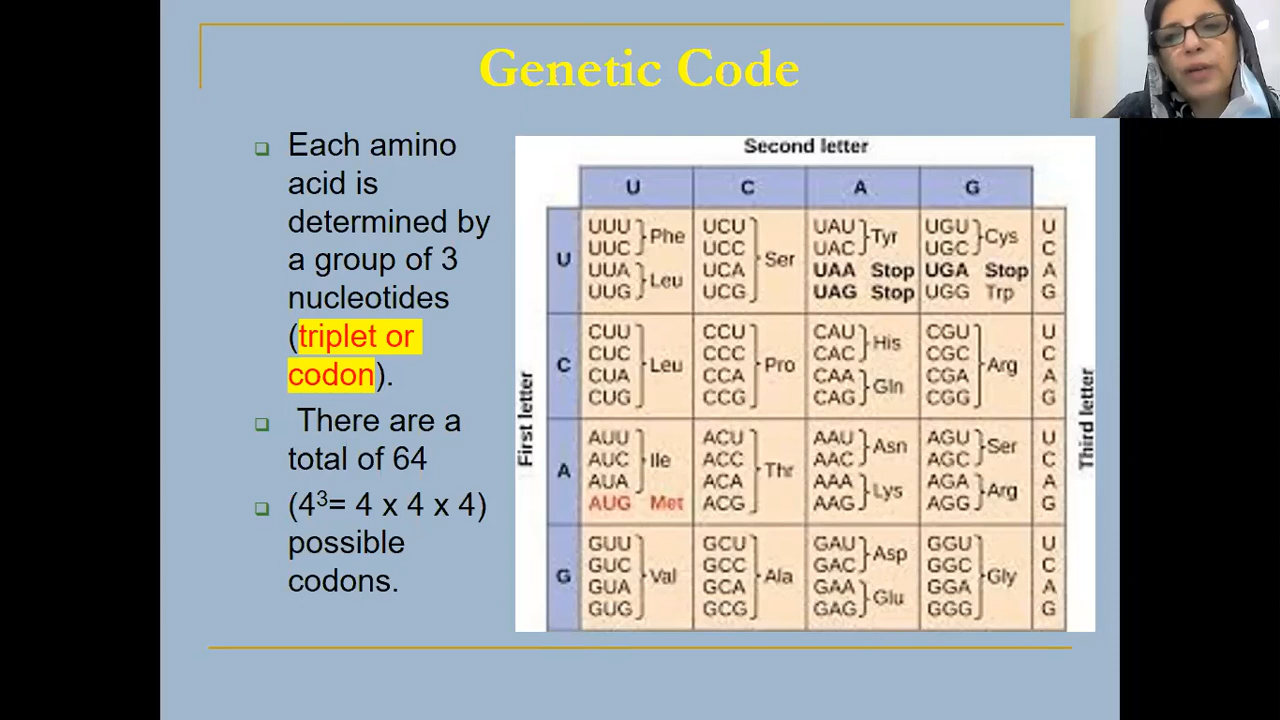 Genetic Code
Each amino
acid is
determined by
a group of 3
nucleotides
(triplet or
codon).
There are a
total of 64
(4³= 4 x 4 x 4)
possible
codons.
Second letter
U C A G
First letter
Third letter
U
UUU UUC Phe
UUA UUG Leu
UCU UCC UCA UCG Ser
UAU UAC Tyr
UAA Stop
UAG Stop
UGU UGC Cys
UGA Stop
UGG Trp
U
C
A
G
C
CUU CUC CUA CUG Leu
CCU CCC CCA CCG Pro
CAU CAC His
CAA CAG Gln
CGU CGC CGA CGG Arg
U
C
A
G
A
AUU AUC AUA Ile
AUG Met
ACU ACC ACA ACG Thr
AAU AAC Asn
AAA AAG Lys
AGU AGC Ser
AGA AGG Arg
U
C
A
G
G
GUU GUC GUA GUG Val
GCU GCC GCA GCG Ala
GAU GAC Asp
GAA GAG Glu
GGU GGC GGA GGG Gly
U
C
A
G